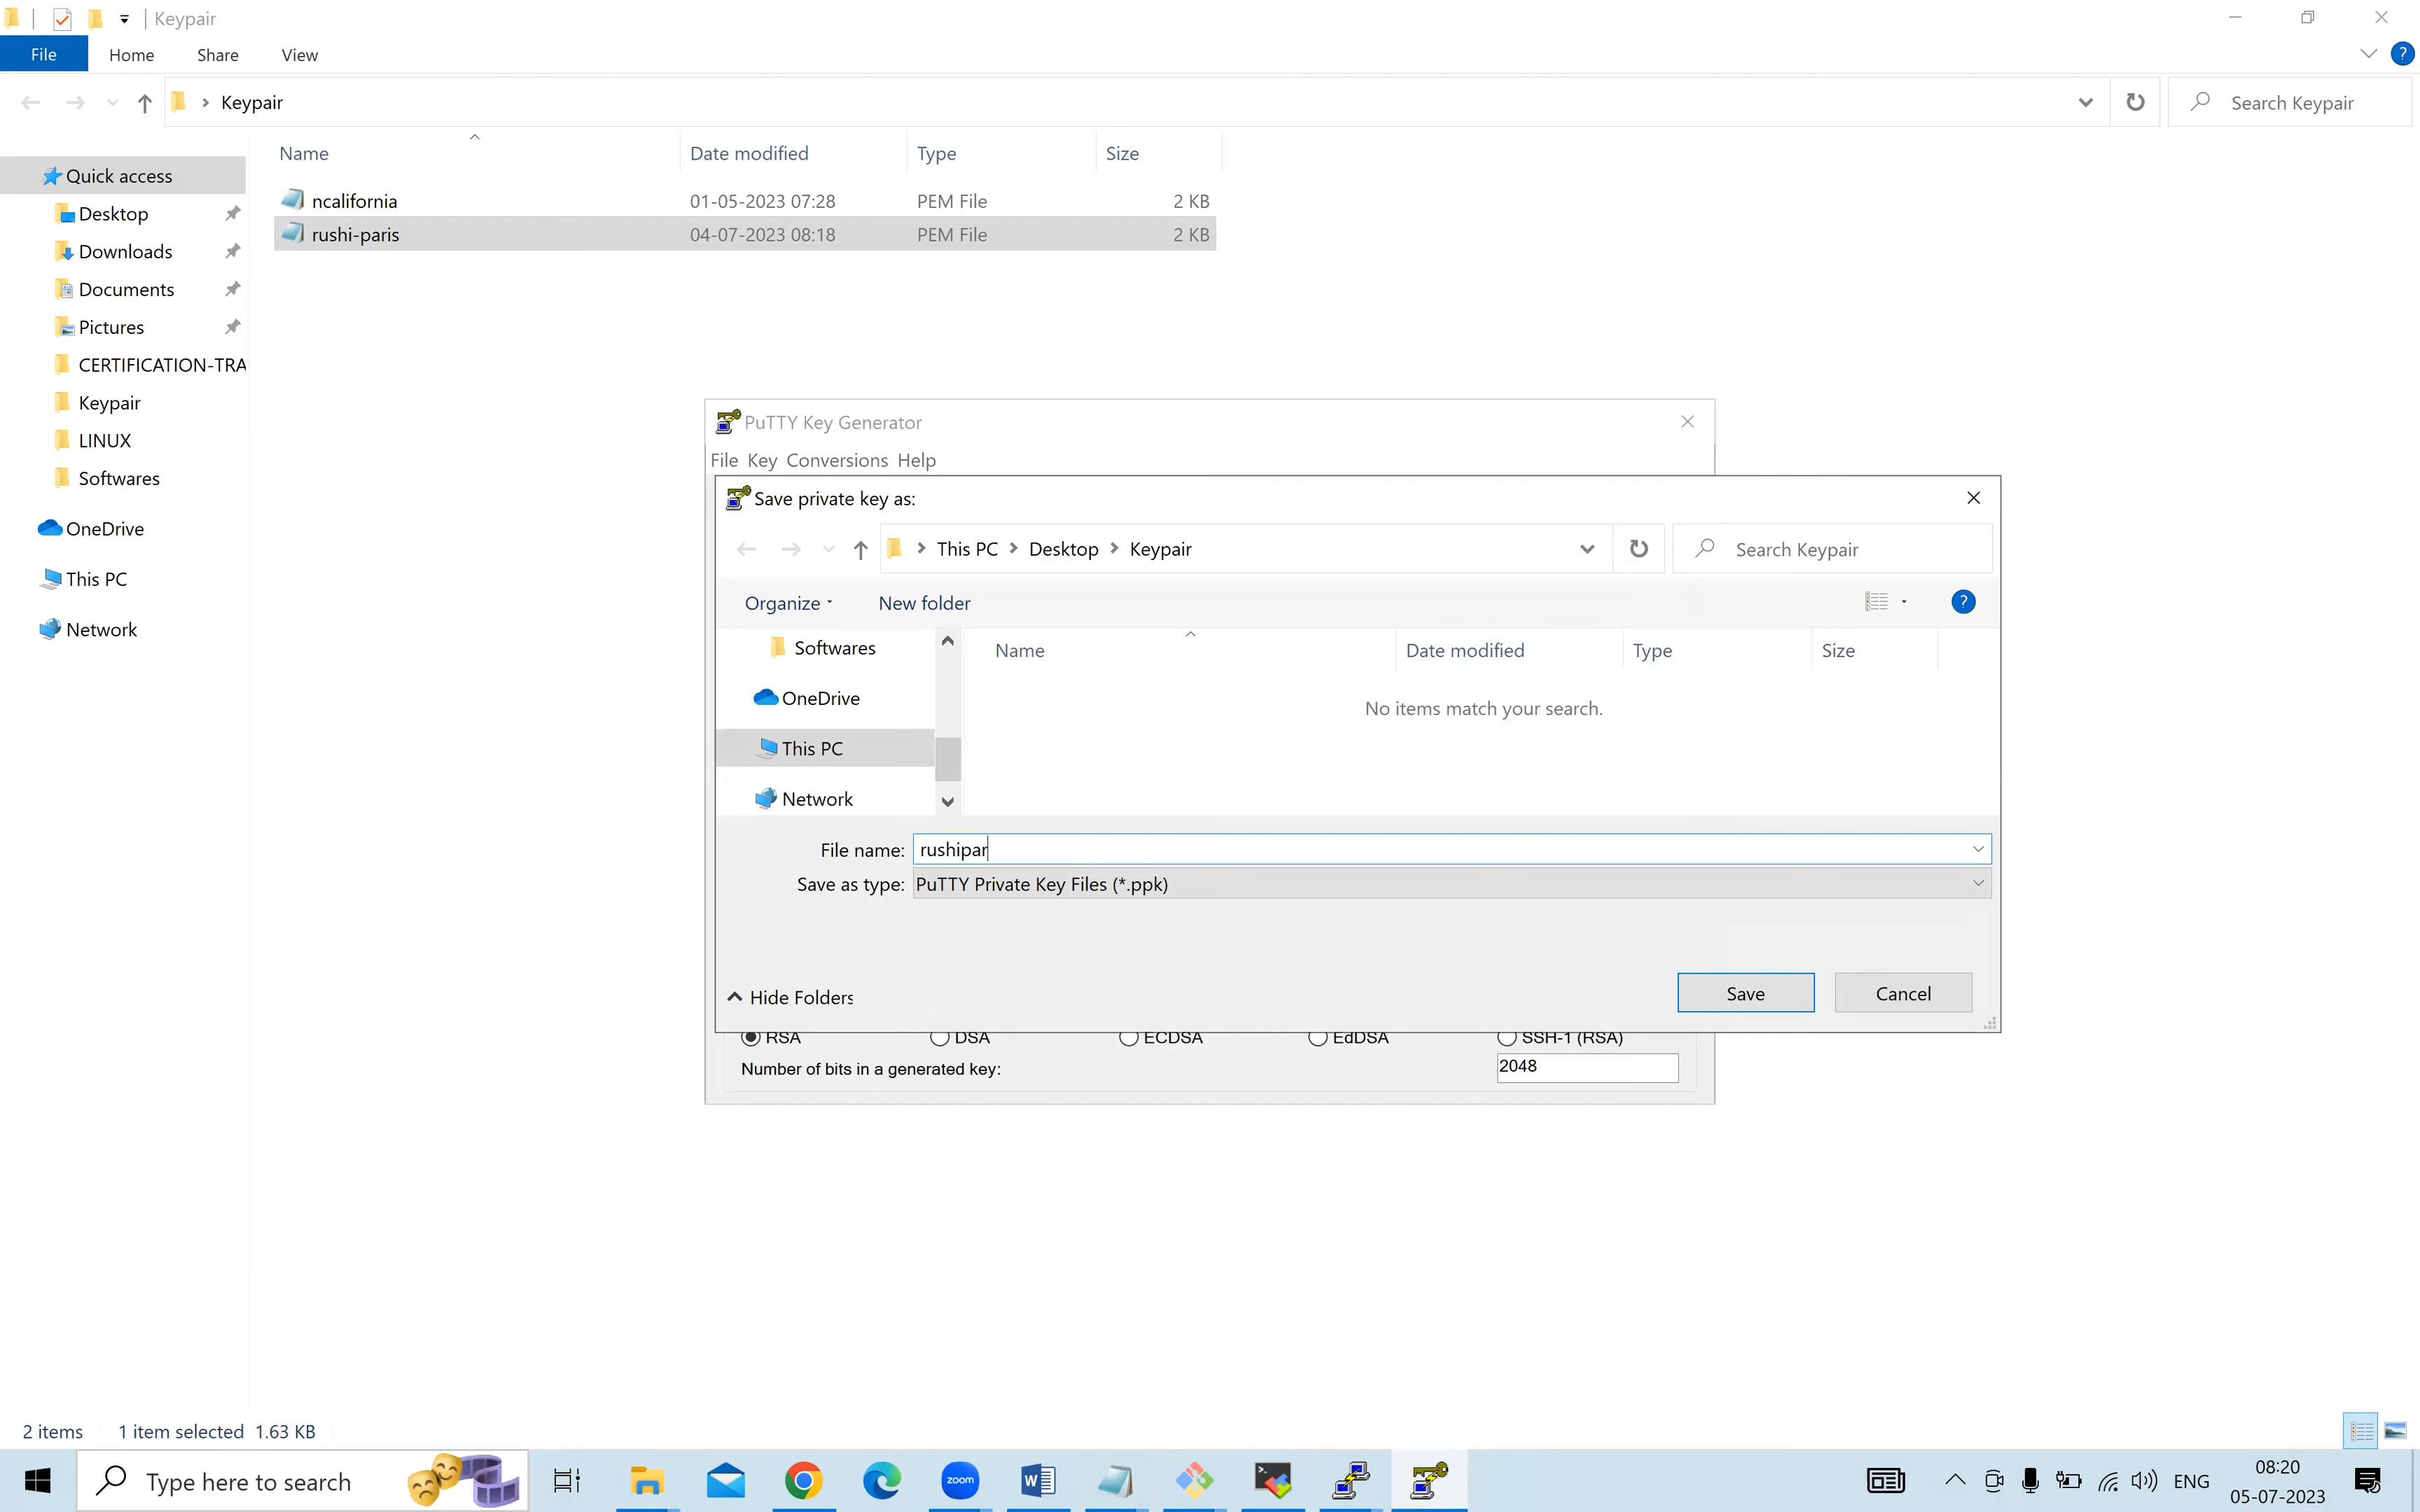 Keypair
File Home Share View
Keypair Search Keypair
Name Date modified Type Size
Quick access
ncalifornia 01-05-2023 07:28 PEM File 2 KB
rushi-paris 04-07-2023 08:18 PEM File 2 KB
Desktop
Downloads
Documents
Pictures
CERTIFICATION-TRA
Keypair
LINUX
Softwares
OneDrive
This PC
Network
PuTTY Key Generator
File Key Conversions Help
Save private key as:
This PC Desktop Keypair Search Keypair
Organize New folder
Softwares
OneDrive
This PC
Network
Name Date modified Type Size
No items match your search.
File name: rushipar
Save as type: PuTTY Private Key Files (*.ppk)
Hide Folders Save Cancel
RSA DSA ECDSA EdDSA SSH-1 (RSA)
Number of bits in a generated key: 2048
2 items 1 item selected 1.63 KB
Type here to search zoom ENG 08:20
05-07-2023